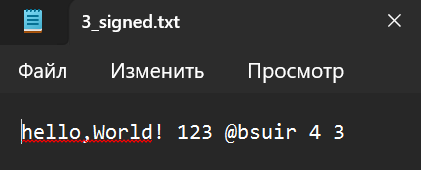 3_signed.txt
Файл Изменить Просмотр
hello,World! 123 @bsuir 4 3